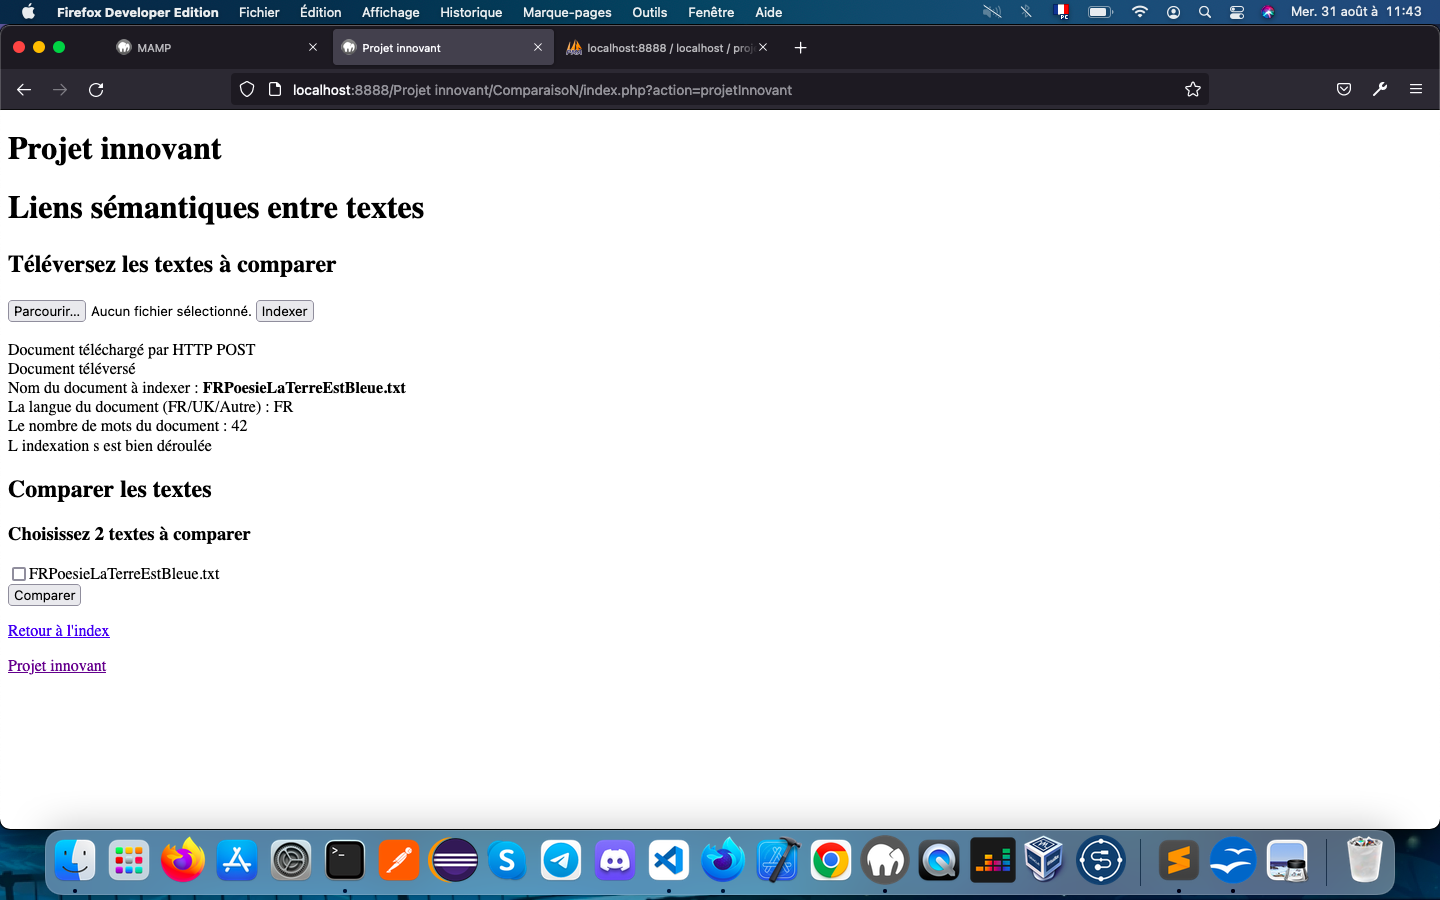 Firefox Developer Edition Fichier Édition Affichage Historique Marque-pages Outils Fenêtre Aide PC Mer. 31 août à 11:43
MAMP Projet innovant localhost:8888 / localhost / proj
localhost:8888/Projet innovant/ComparaisoN/index.php?action=projetInnovant
Projet innovant
Liens sémantiques entre textes
Téléversez les textes à comparer
Parcourir... Aucun fichier sélectionné. Indexer
Document téléchargé par HTTP POST
Document téléversé
Nom du document à indexer : FRPoesieLaTerreEstBleue.txt
La langue du document (FR/UK/Autre) : FR
Le nombre de mots du document : 42
L indexation s est bien déroulée
Comparer les textes
Choisissez 2 textes à comparer
FRPoesieLaTerreEstBleue.txt
Comparer
Retour à l'index
Projet innovant